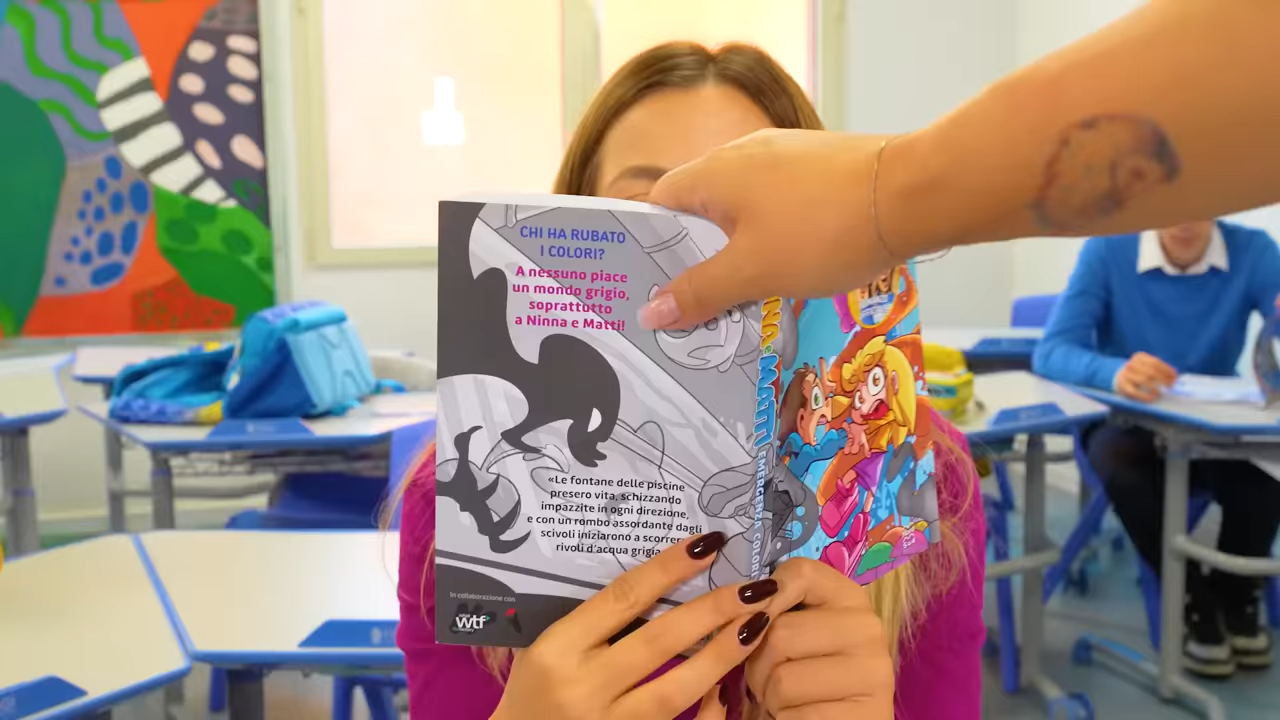 CHI HA RUBATO
I COLORI?
A nessuno piace
un mondo grigio,
soprattutto
a Ninna e Matti!
«Le fontane delle piscine
presero vita, schizzando
impazzite in ogni direzione,
e con un rombo assordante dagli
scivoli iniziarono a scorrere
rivoli d'acqua grigia
In collaborazione con
wtf
MATTI EMERGENZA COLORI